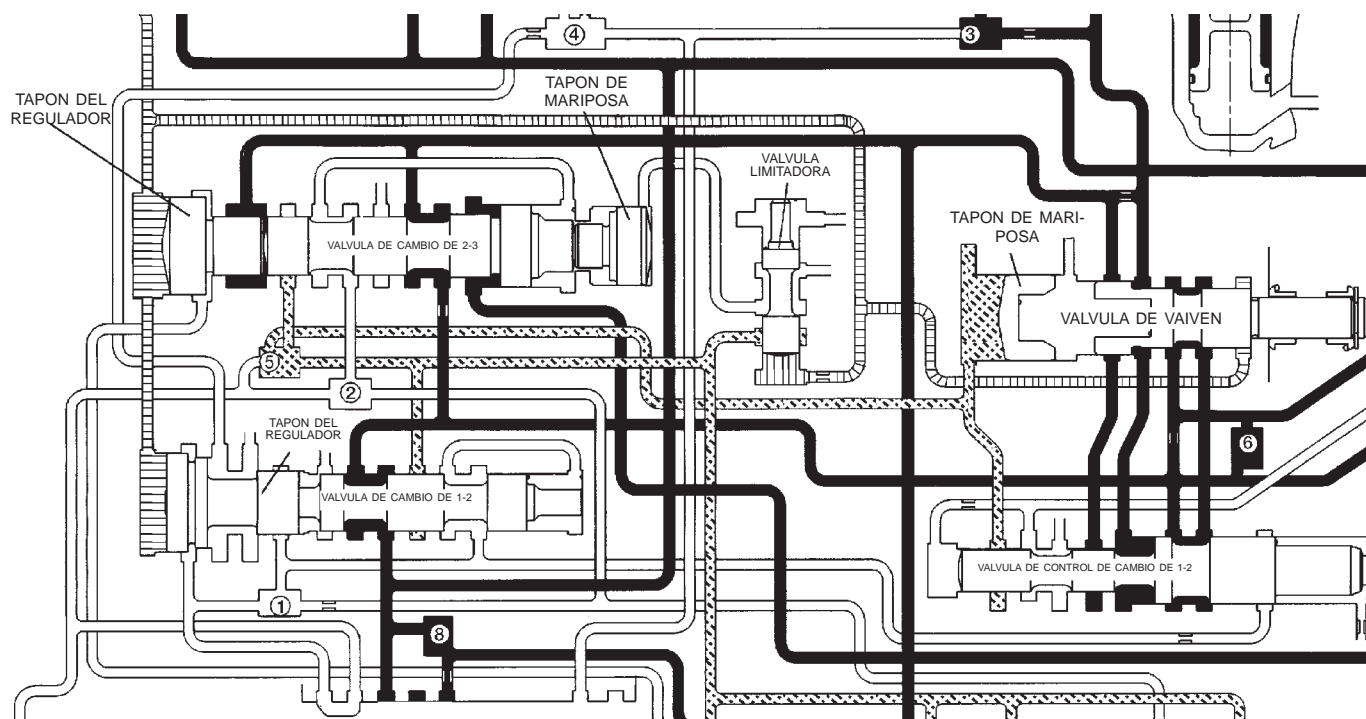 4
3
TAPON DEL
REGULADOR
TAPON DE
MARIPOSA
VALVULA
LIMITADORA
TAPON DE MARI-
POSA
VALVULA DE CAMBIO DE 2-3
VALVULA DE VAIVEN
5
2
TAPON DEL
REGULADOR
6
VALVULA DE CAMBIO DE 1-2
VALVULA DE CONTROL DE CAMBIO DE 1-2
1
8